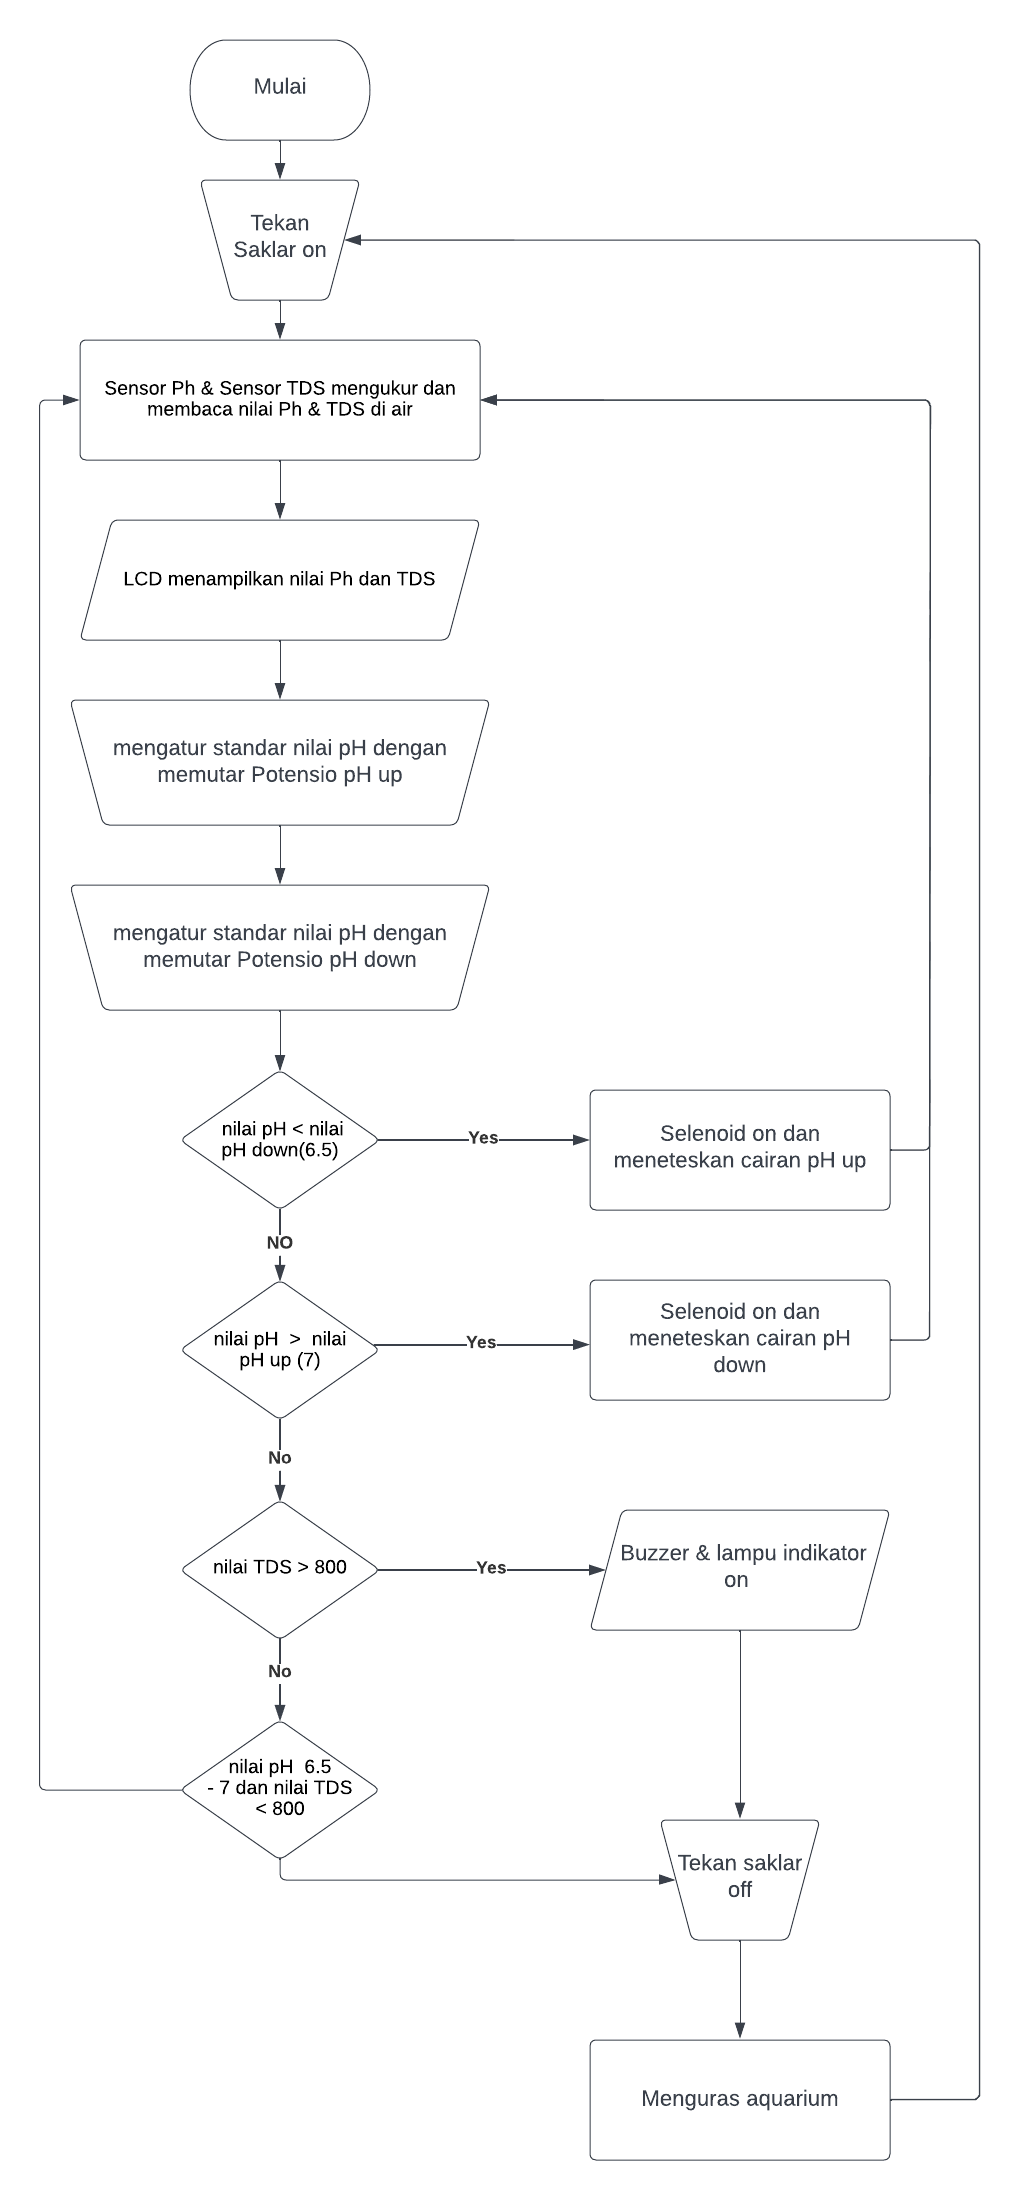 Mulai
Tekan
Saklar on
Sensor Ph & Sensor TDS mengukur dan
membaca nilai Ph & TDS di air
LCD menampilkan nilai Ph dan TDS
mengatur standar nilai pH dengan
memutar Potensio pH up
mengatur standar nilai pH dengan
memutar Potensio pH down
nilai pH < nilai
pH down(6.5)
Yes
Selenoid on dan
meneteskan cairan pH up
NO
nilai pH  >  nilai
pH up (7)
Yes
Selenoid on dan
meneteskan cairan pH
down
No
nilai TDS > 800
Yes
Buzzer & lampu indikator
on
No
nilai pH  6.5
- 7 dan nilai TDS
< 800
Tekan saklar
off
Menguras aquarium